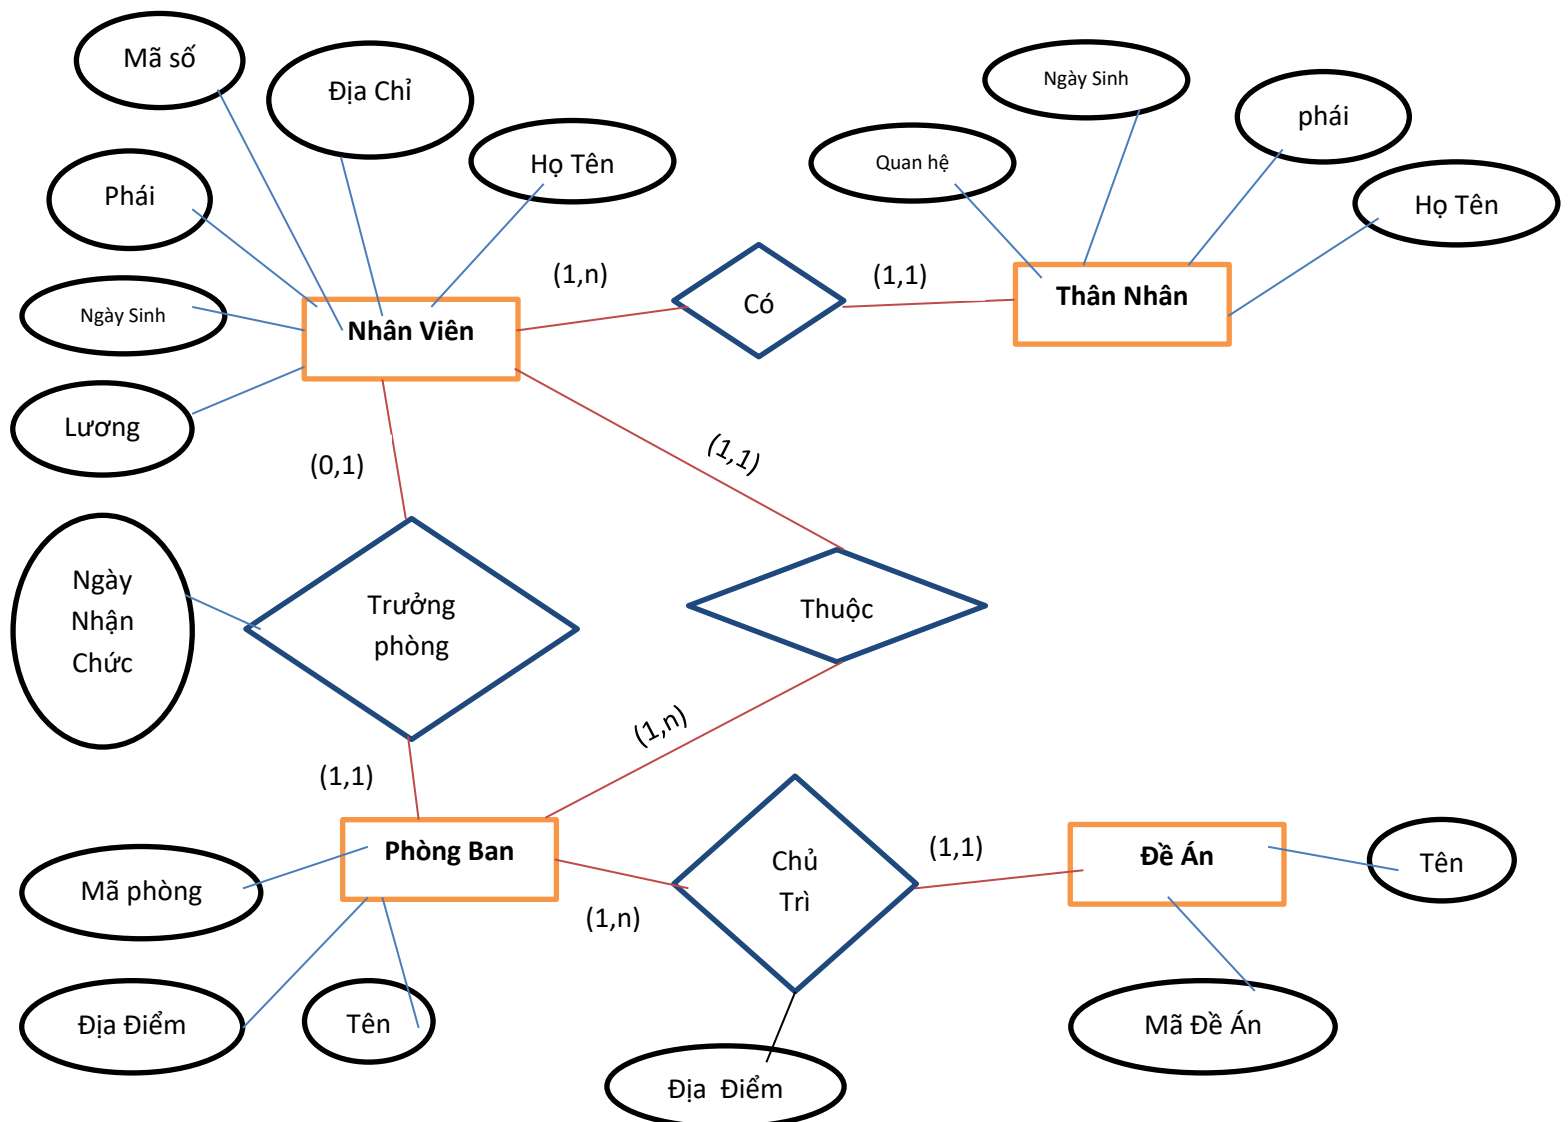 Mã số
Địa Chỉ
Ngày Sinh
phái
Họ Tên
Quan hệ
Phái
Họ Tên
(1,n)
(1,1)
Có
Thân Nhân
Ngày Sinh
Nhân Viên
Lương
(0,1)
(1,1)
Ngày
Nhận
Chức
Trưởng
phòng
Thuộc
(1,n)
(1,1)
Phòng Ban
Chủ
Trì
(1,1)
Đề Án
Tên
Mã phòng
(1,n)
Địa Điểm
Tên
Mã Đề Án
Địa Điểm